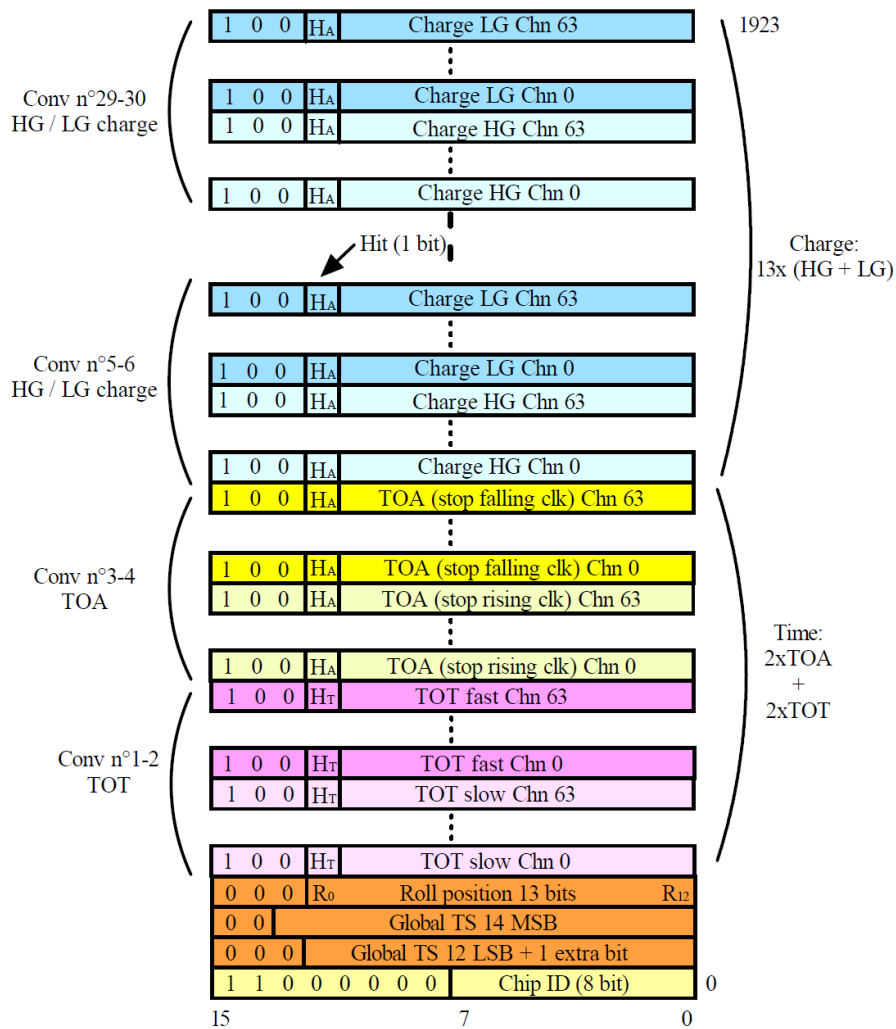 1 0 0 HA Charge LG Chn 63 1923
Conv n°29-30
HG / LG charge
1 0 0 HA Charge LG Chn 0
1 0 0 HA Charge HG Chn 63
1 0 0 HA Charge HG Chn 0
Hit (1 bit)
Charge:
13x (HG + LG)
1 0 0 HA Charge LG Chn 63
Conv n°5-6
HG / LG charge
1 0 0 HA Charge LG Chn 0
1 0 0 HA Charge HG Chn 63
1 0 0 HA Charge HG Chn 0
1 0 0 HA TOA (stop falling clk) Chn 63
Conv n°3-4
TOA
1 0 0 HA TOA (stop falling clk) Chn 0
1 0 0 HA TOA (stop rising clk) Chn 63
1 0 0 HA TOA (stop rising clk) Chn 0
Time:
2xTOA
+
2xTOT
1 0 0 HT TOT fast Chn 63
Conv n°1-2
TOT
1 0 0 HT TOT fast Chn 0
1 0 0 HT TOT slow Chn 63
1 0 0 HT TOT slow Chn 0
0 0 0 R0 Roll position 13 bits R12
0 0 Global TS 14 MSB
0 0 0 Global TS 12 LSB + 1 extra bit
1 1 0 0 0 0 0 0 Chip ID (8 bit) 0
15 7 0